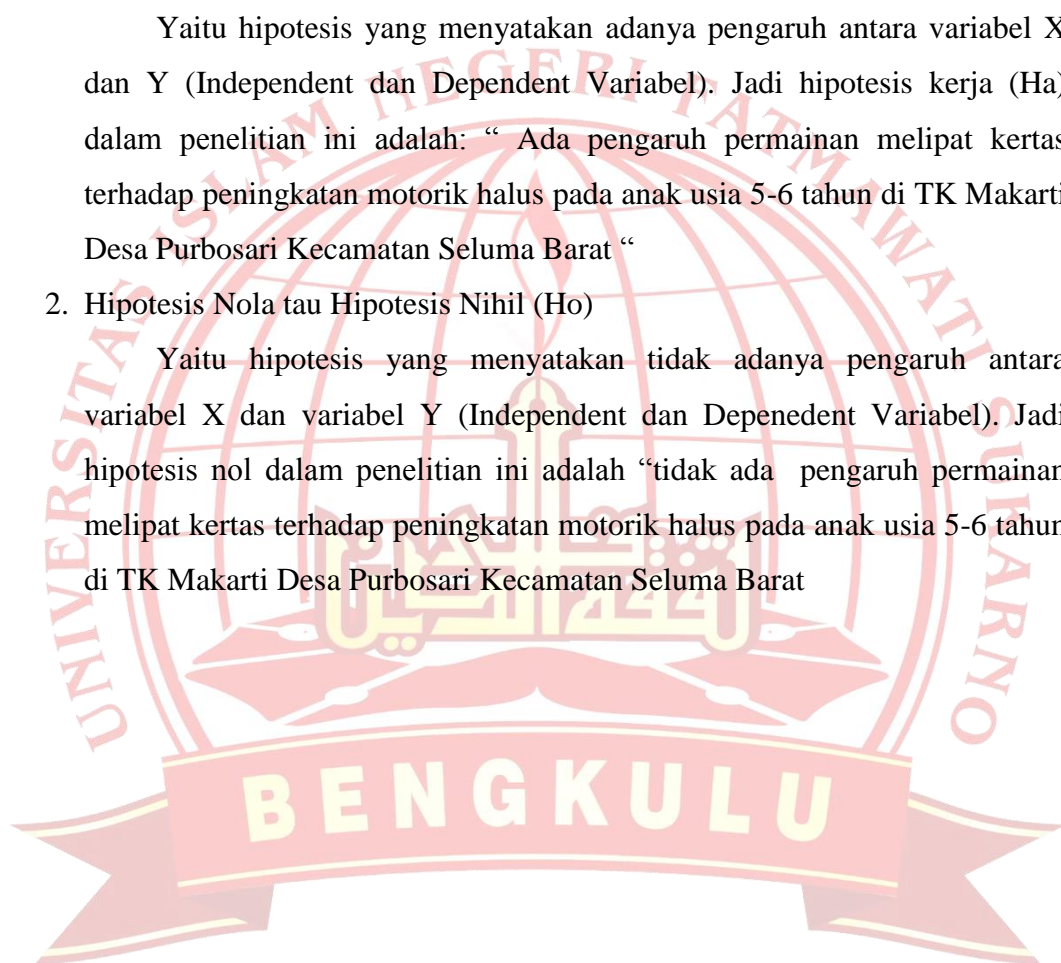 Yaitu hipotesis yang menyatakan adanya pengaruh antara variabel X
dan Y (Independent dan Dependent Variabel). Jadi hipotesis kerja (Ha)
dalam penelitian ini adalah: “ Ada pengaruh permainan melipat kertas
terhadap peningkatan motorik halus pada anak usia 5-6 tahun di TK Makarti
Desa Purbosari Kecamatan Seluma Barat “
2. Hipotesis Nola tau Hipotesis Nihil (Ho)
Yaitu hipotesis yang menyatakan tidak adanya pengaruh antara
variabel X dan variabel Y (Independent dan Depenedent Variabel). Jadi
hipotesis nol dalam penelitian ini adalah “tidak ada pengaruh permainan
melipat kertas terhadap peningkatan motorik halus pada anak usia 5-6 tahun
di TK Makarti Desa Purbosari Kecamatan Seluma Barat
UNIVERSITAS ISLAM NEGERI FATMAWATI SUKARNO
BENGKULU